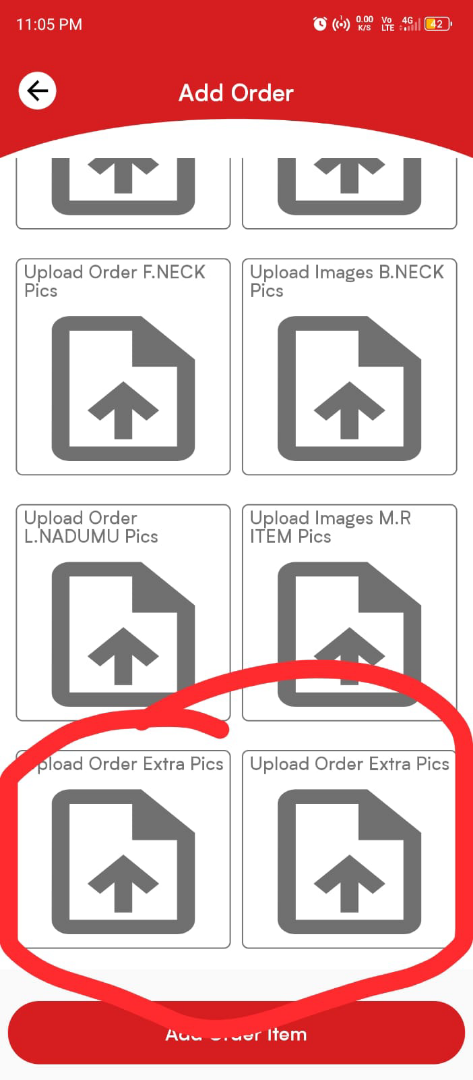 11:05 PM
0.00 K/S
Vo LTE
4G
42
Add Order
Upload Order F.NECK
Pics
Upload Images B.NECK
Pics
Upload Order
L.NADUMU Pics
Upload Images M.R
ITEM Pics
Upload Order Extra Pics
Upload Order Extra Pics
Add Order Item